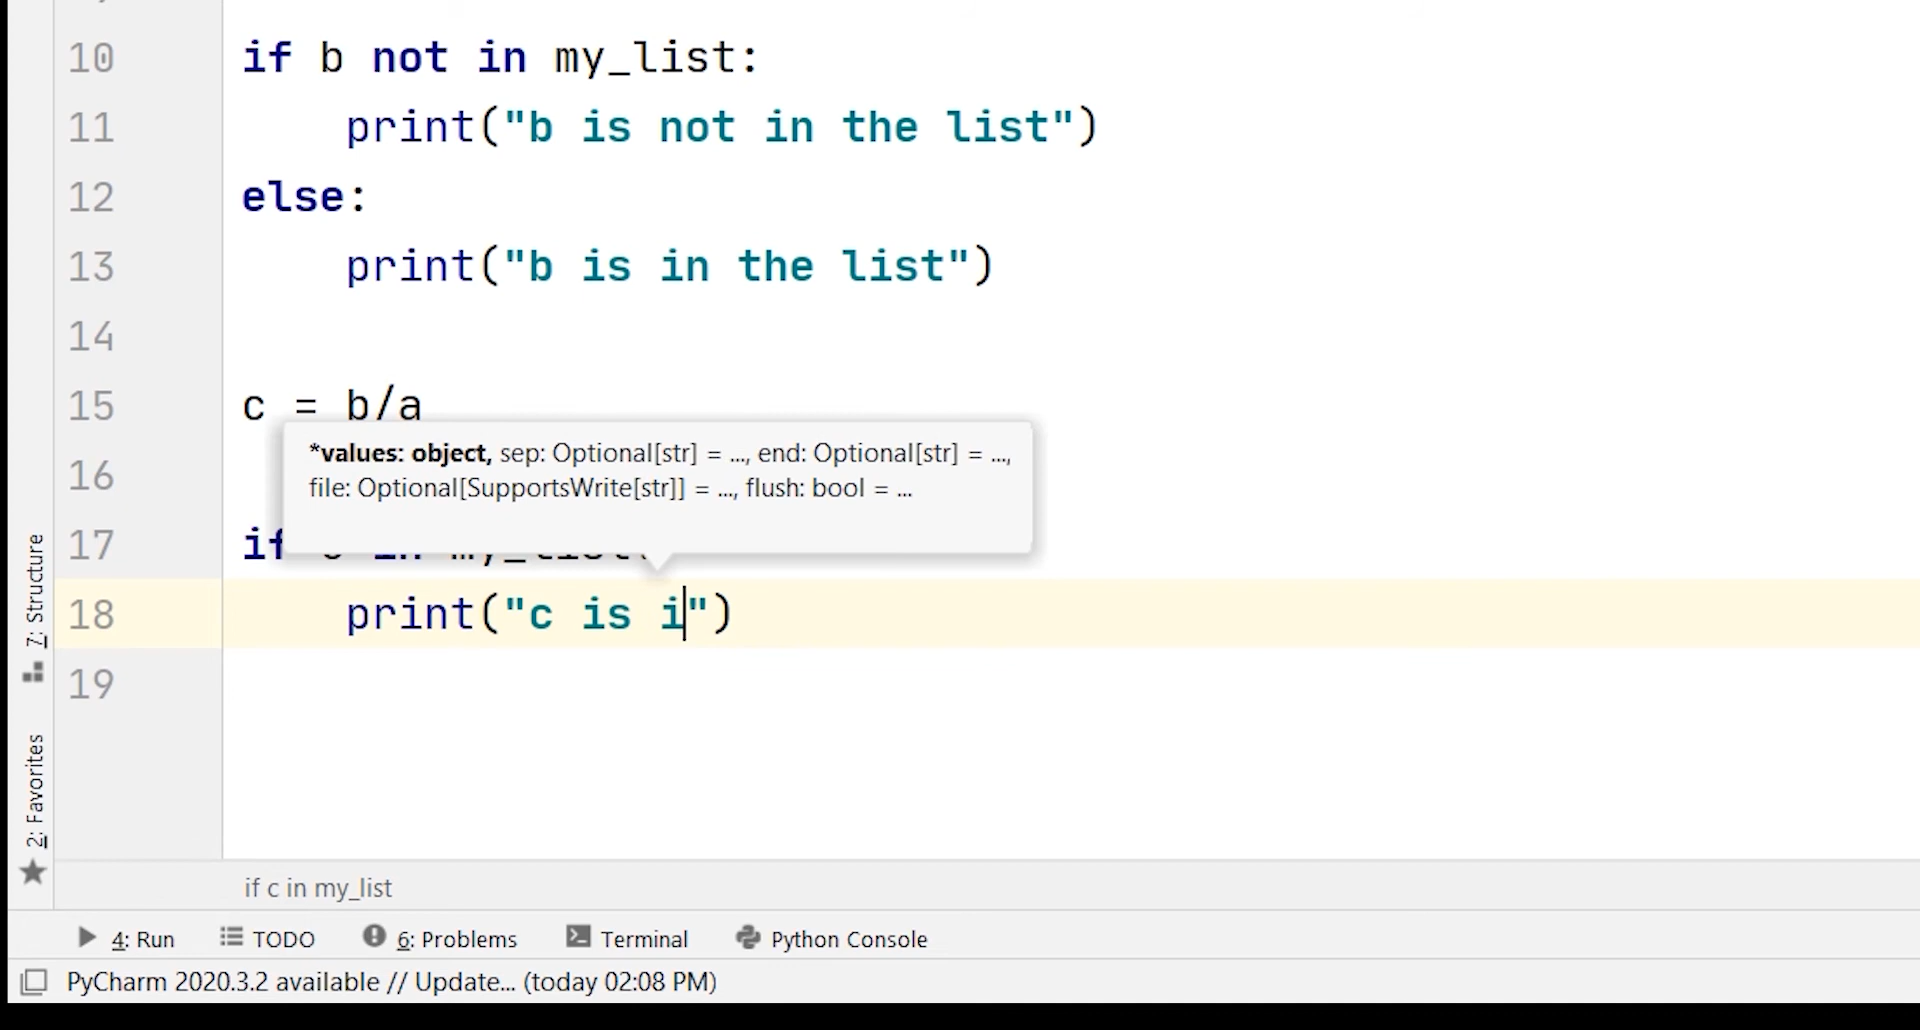 10 if b not in my_list:
11 print("b is not in the list")
12 else:
13 print("b is in the list")
14
15 c = b/a
*values: object, sep: Optional[str] = ..., end: Optional[str] = ...,
file: Optional[SupportsWrite[str]] = ..., flush: bool = ...
16
17 if c in my_list:
18 print("c is i")
19
7: Structure
2: Favorites
if c in my_list
4: Run TODO 6: Problems Terminal Python Console
PyCharm 2020.3.2 available // Update... (today 02:08 PM)